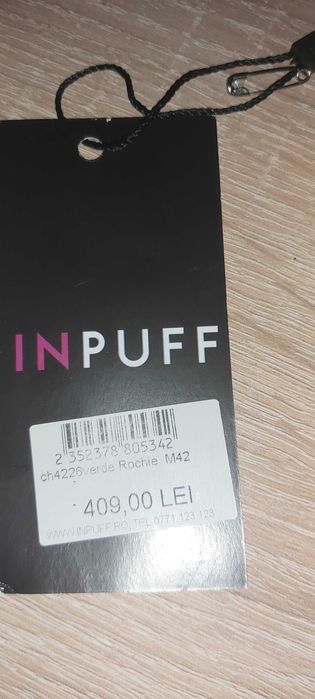 INPUFF
2 352378 805342
ch4226verde Rochie M42
409,00 LEI
WWW.INPUFF.RO, TEL.0771 123 123